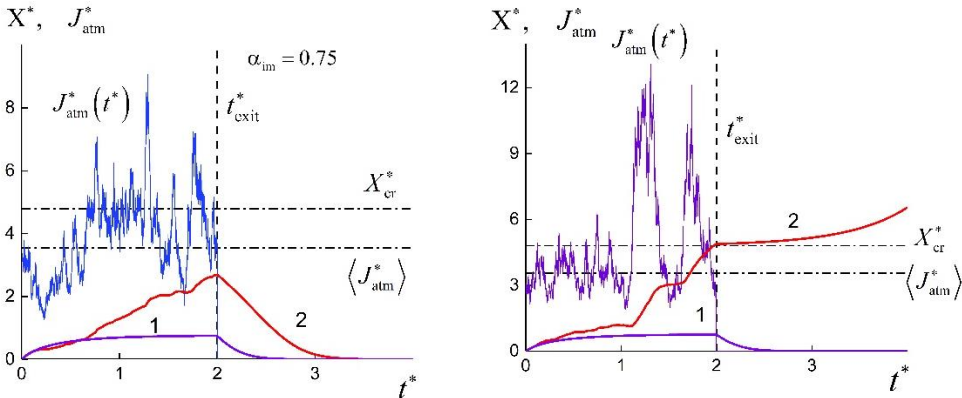 X*, J*atm
αim = 0.75
J*atm(t*)
t*exit
X*cr
⟨J*atm⟩
8
6
4
2
0
1
2
0 1 2 3
t*
X*, J*atm
J*atm(t*)
t*exit
2
X*cr
⟨J*atm⟩
12
9
6
3
0
1
0 1 2 3
t*